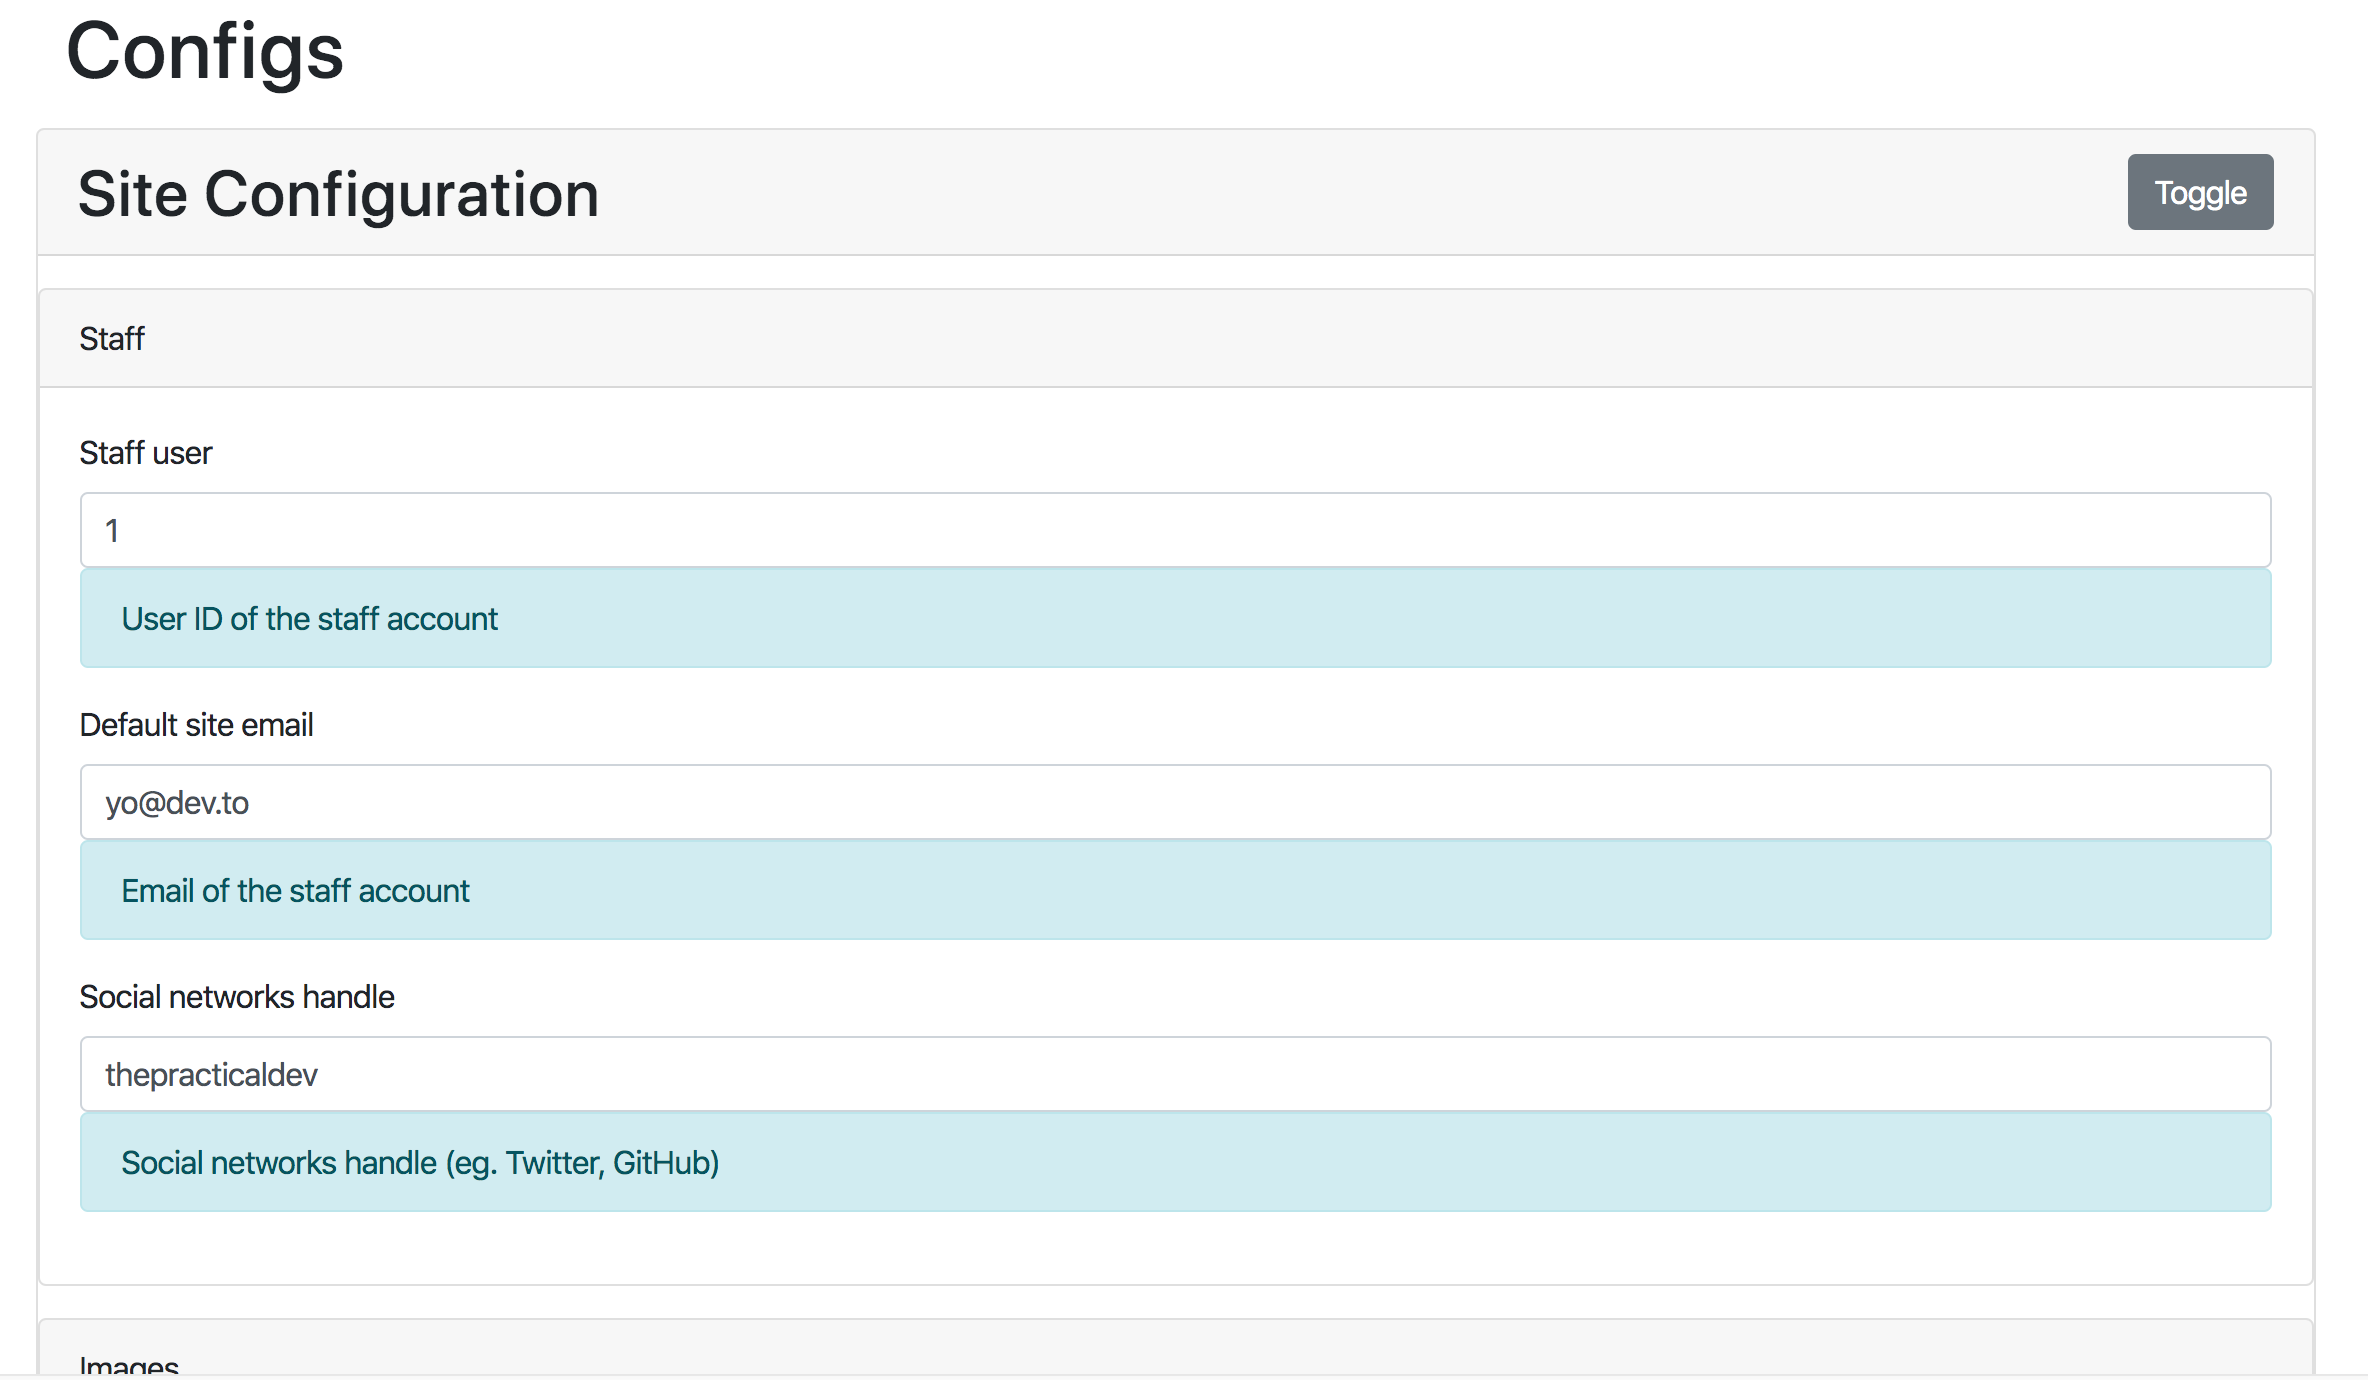 Configs
Site Configuration
Toggle
Staff
Staff user
1
User ID of the staff account
Default site email
yo@dev.to
Email of the staff account
Social networks handle
thepracticaldev
Social networks handle (eg. Twitter, GitHub)
Images